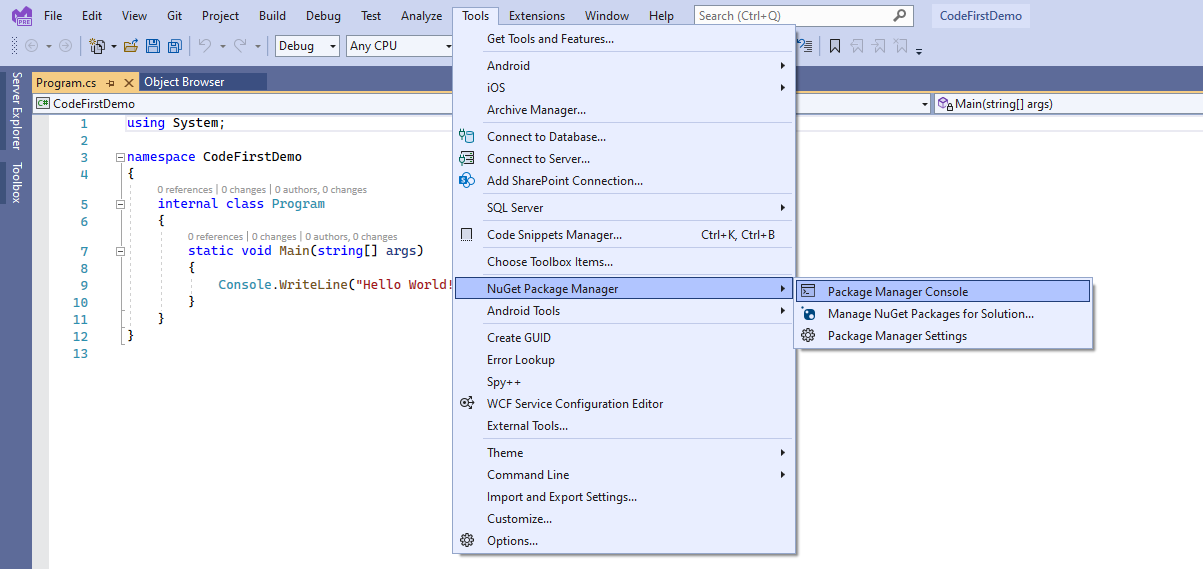 PRE File Edit View Git Project Build Debug Test Analyze Tools Extensions Window Help Search (Ctrl+Q) CodeFirstDemo
Debug Any CPU
Server Explorer
Toolbox
Program.cs Object Browser
C# CodeFirstDemo Main(string[] args)
1 using System;
2
3 namespace CodeFirstDemo
4 {
0 references | 0 changes | 0 authors, 0 changes
5 internal class Program
6 {
0 references | 0 changes | 0 authors, 0 changes
7 static void Main(string[] args)
8 {
9 Console.WriteLine("Hello World!
10 }
11 }
12 }
13
Get Tools and Features...
Android
iOS
Archive Manager...
Connect to Database...
Connect to Server...
Add SharePoint Connection...
SQL Server
Code Snippets Manager... Ctrl+K, Ctrl+B
Choose Toolbox Items...
NuGet Package Manager
Android Tools
Create GUID
Error Lookup
Spy++
WCF Service Configuration Editor
External Tools...
Theme
Command Line
Import and Export Settings...
Customize...
Options...
Package Manager Console
Manage NuGet Packages for Solution...
Package Manager Settings